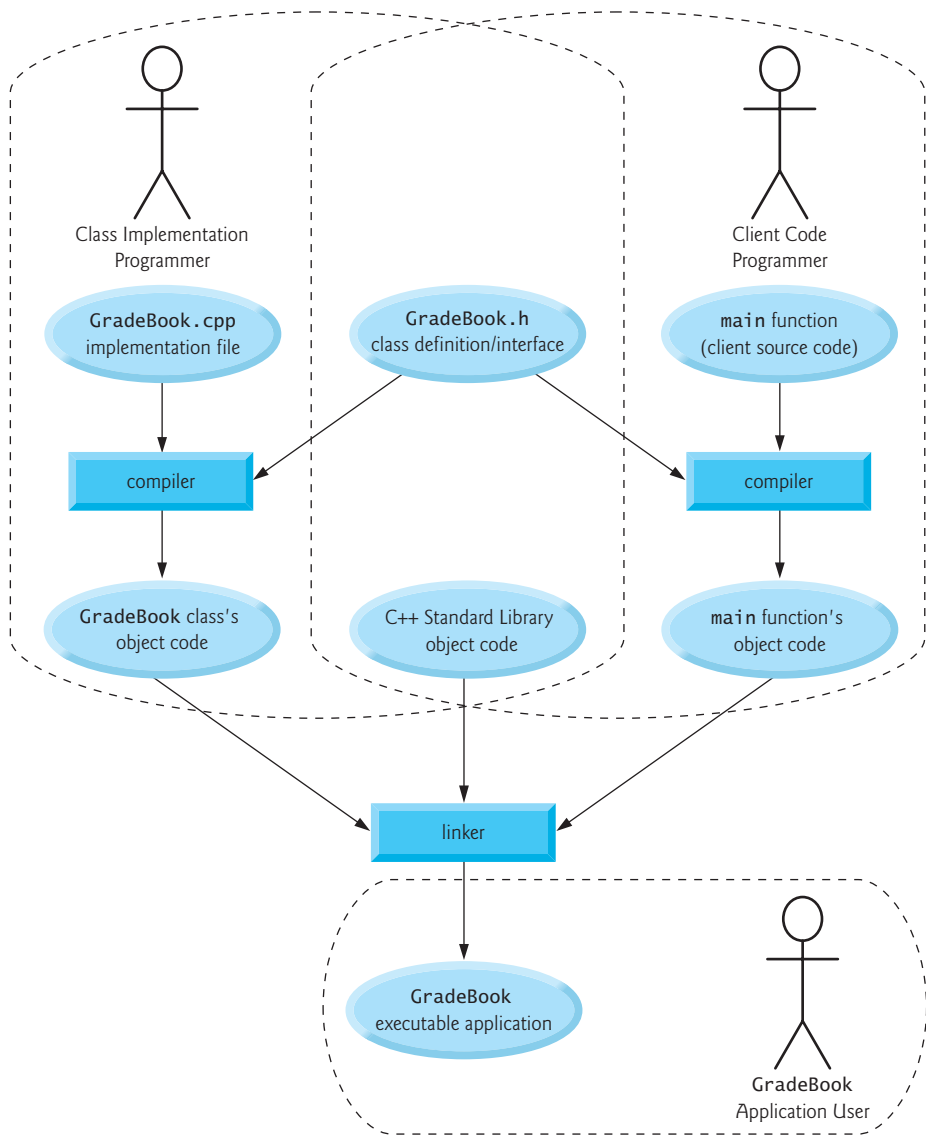 Class Implementation
Programmer
Client Code
Programmer
GradeBook.cpp
implementation file
GradeBook.h
class definition/interface
main function
(client source code)
compiler
compiler
GradeBook class's
object code
C++ Standard Library
object code
main function's
object code
linker
GradeBook
executable application
GradeBook
Application User